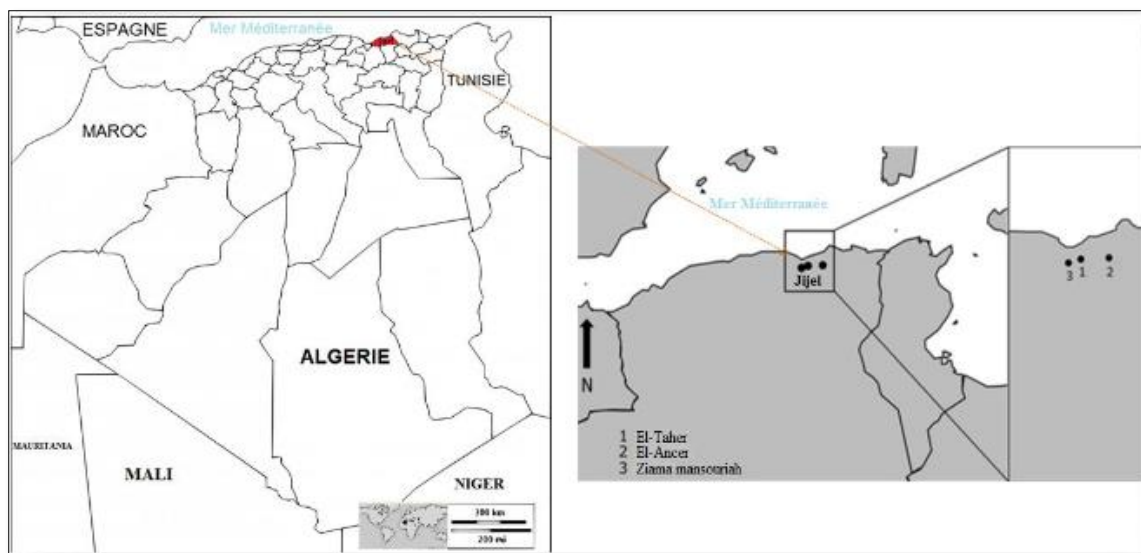 ESPAGNE
Mer Méditerranée
TUNISIE
MAROC
ALGERIE
MAURITANIA
MALI
NIGER
300 km
200 mi
Mer Méditerranée
Jijel
N
1 El-Taher
2 El-Ancer
3 Ziama mansouriah
3 1 2